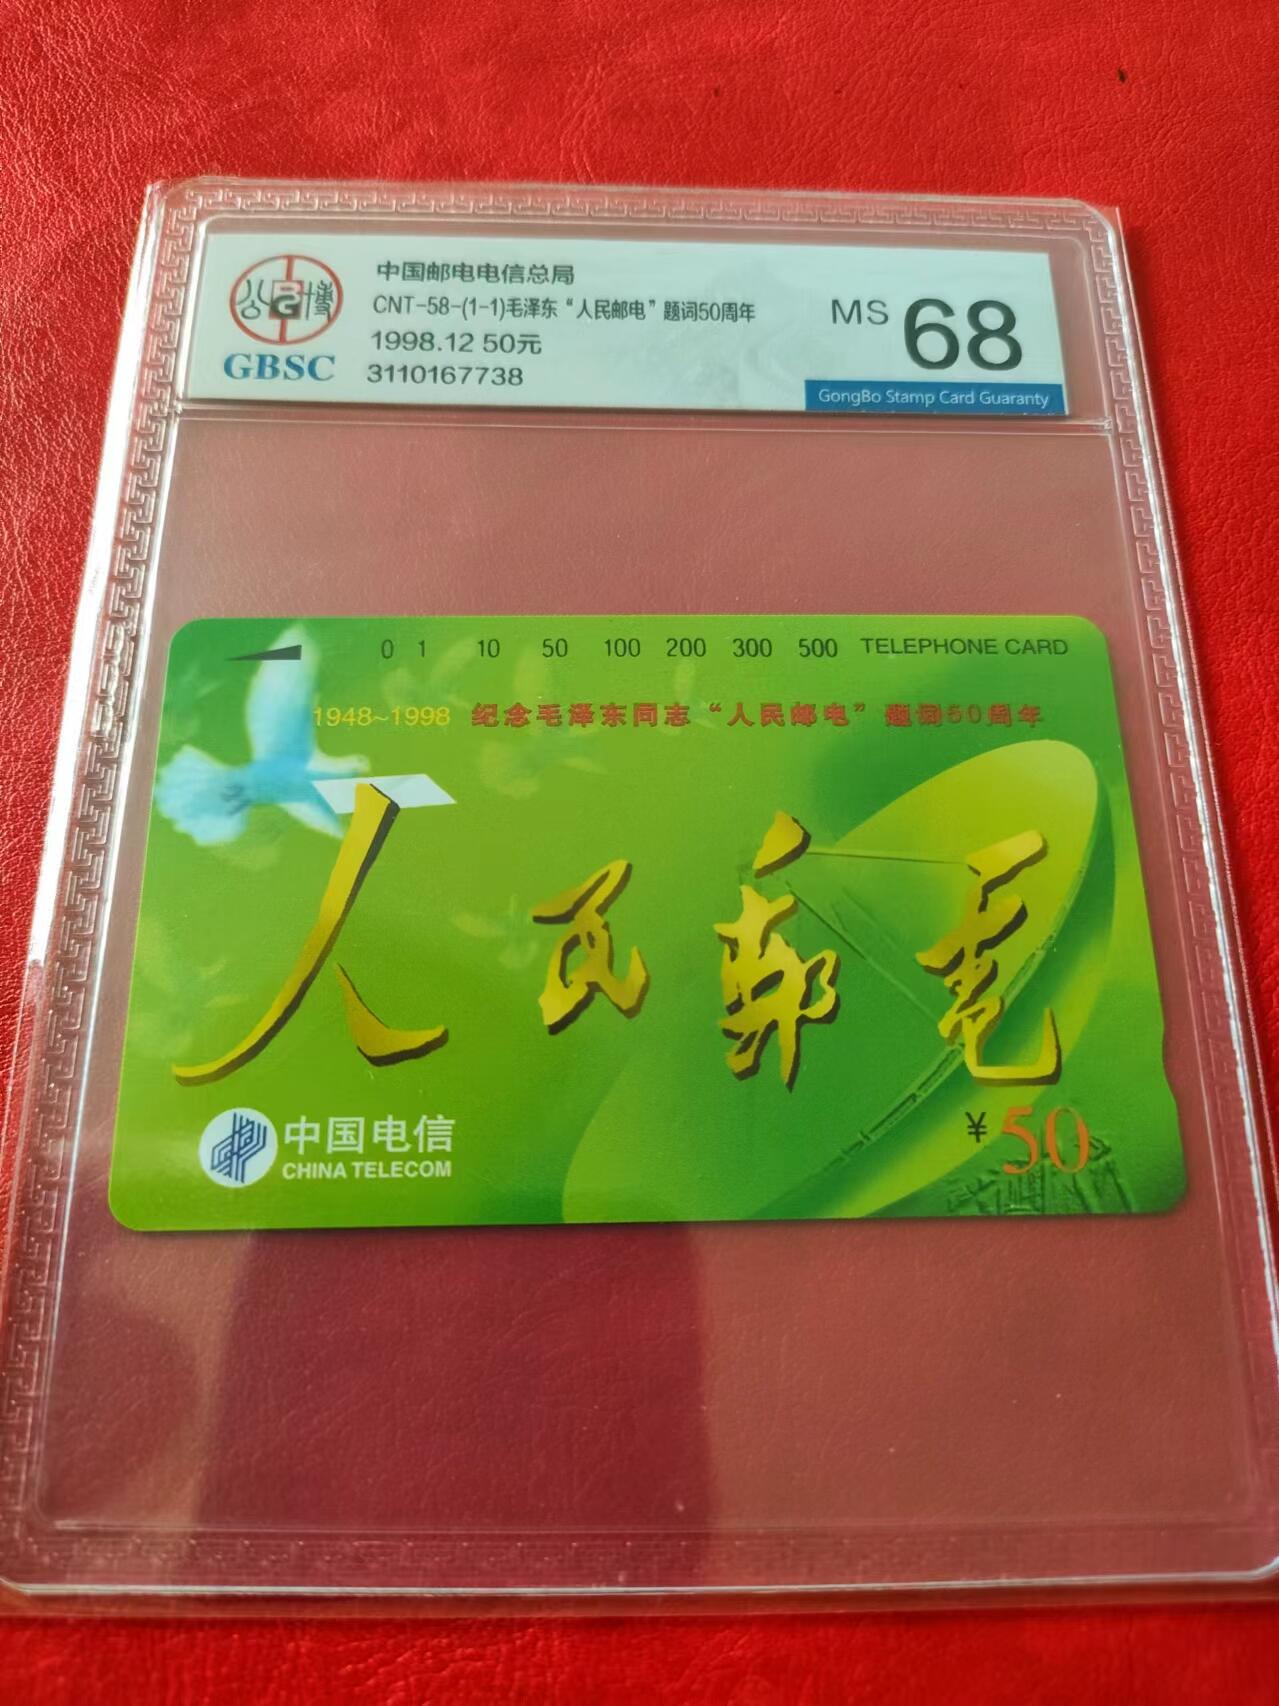 中国邮电电信总局
CNT-58-(1-1)毛泽东“人民邮电”题词50周年
1998.12 50元
3110167738
MS 68
公博
GBSC
GongBo Stamp Card Guaranty
0 1 10 50 100 200 300 500 TELEPHONE CARD
1948~1998 纪念毛泽东同志“人民邮电”题词50周年
人民邮电
中国电信
CHINA TELECOM
¥50